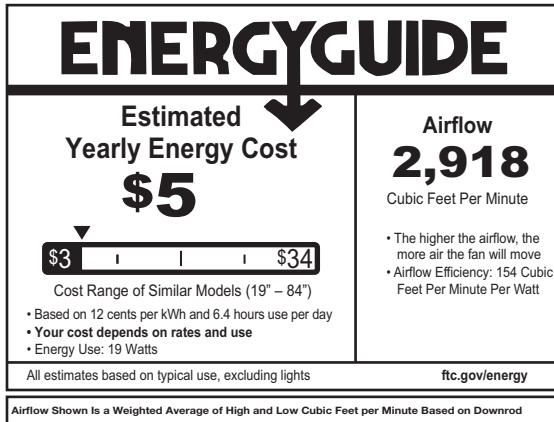 ENERGYGUIDE
Estimated
Yearly Energy Cost
$5
$3
$34
Cost Range of Similar Models (19” – 84”)
• Based on 12 cents per kWh and 6.4 hours use per day
• Your cost depends on rates and use
• Energy Use: 19 Watts
Airflow
2,918
Cubic Feet Per Minute
• The higher the airflow, the
more air the fan will move
• Airflow Efficiency: 154 Cubic
Feet Per Minute Per Watt
All estimates based on typical use, excluding lights
ftc.gov/energy
Airflow Shown Is a Weighted Average of High and Low Cubic Feet per Minute Based on Downrod